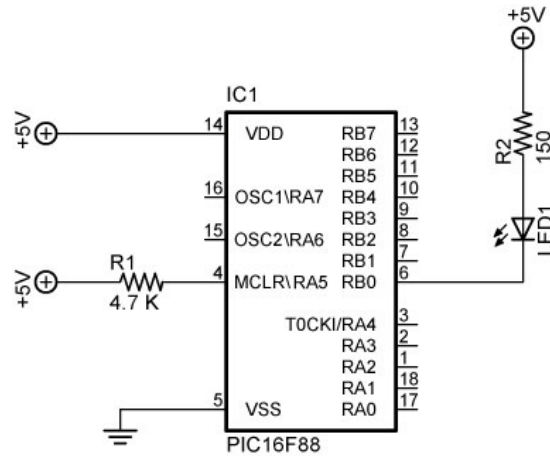 +5V
IC1
+5V
14 VDD RB7 13
RB6 12
RB5 11
16 OSC1\RA7 RB4 10
RB3 9
15 OSC2\RA6 RB2 8
RB1 7
+5V
R1
4.7 K
4 MCLR\RA5 RB0 6
T0CKI/RA4 3
RA3 2
RA2 1
RA1 18
5 VSS RA0 17
PIC16F88
R2
150
LED1